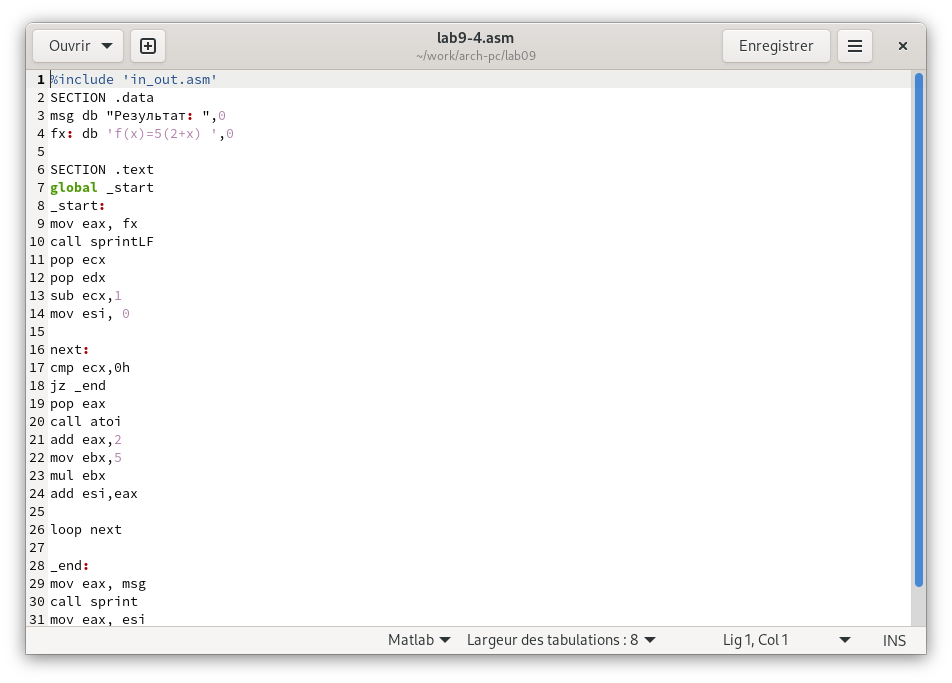 Ouvrir
lab9-4.asm
~/work/arch-pc/lab09
Enregistrer
1 %include 'in_out.asm'
2 SECTION .data
3 msg db "Результат: ",0
4 fx: db 'f(x)=5(2+x) ',0
5
6 SECTION .text
7 global _start
8 _start:
9 mov eax, fx
10 call sprintLF
11 pop ecx
12 pop edx
13 sub ecx,1
14 mov esi, 0
15
16 next:
17 cmp ecx,0h
18 jz _end
19 pop eax
20 call atoi
21 add eax,2
22 mov ebx,5
23 mul ebx
24 add esi,eax
25
26 loop next
27
28 _end:
29 mov eax, msg
30 call sprint
31 mov eax, esi
Matlab Largeur des tabulations : 8 Lig 1, Col 1 INS